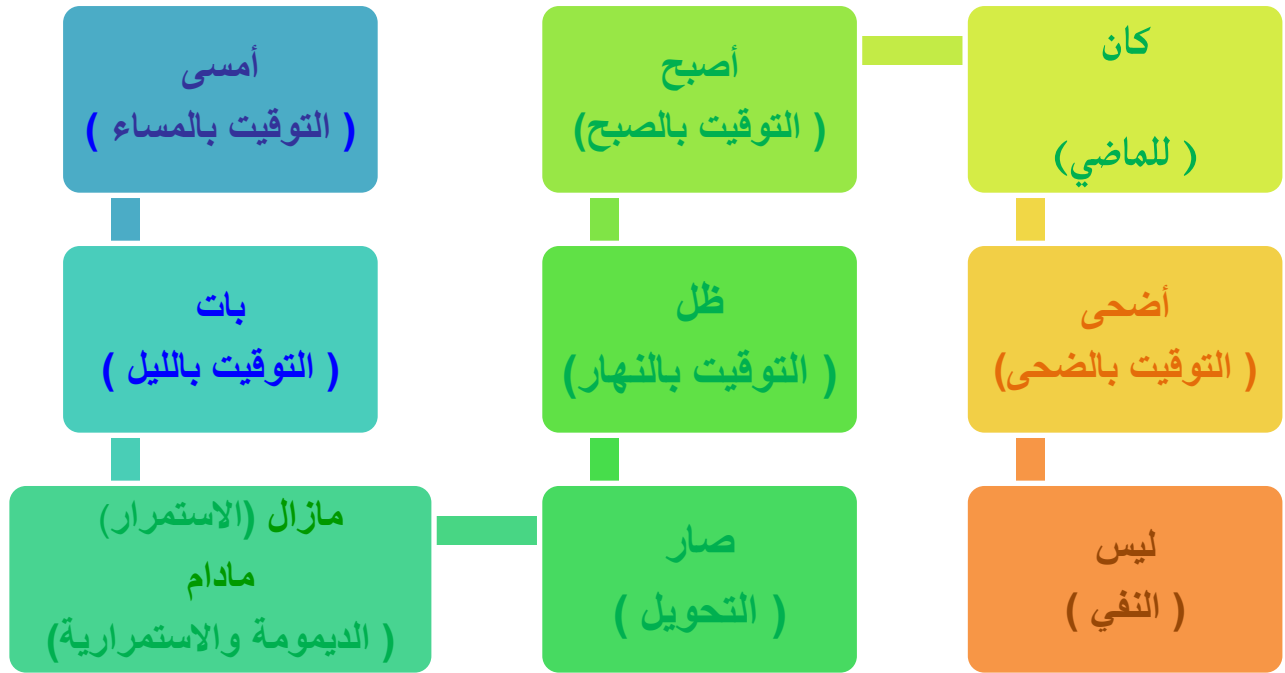 كان
( للماضي)
أصبح
( التوقيت بالصبح)
أمسى
( التوقيت بالمساء )
أضحى
( التوقيت بالضحى)
ظل
( التوقيت بالنهار)
بات
( التوقيت بالليل )
ليس
( النفي )
صار
( التحويل )
مازال (الاستمرار)
مادام
( الديمومة والاستمرارية)